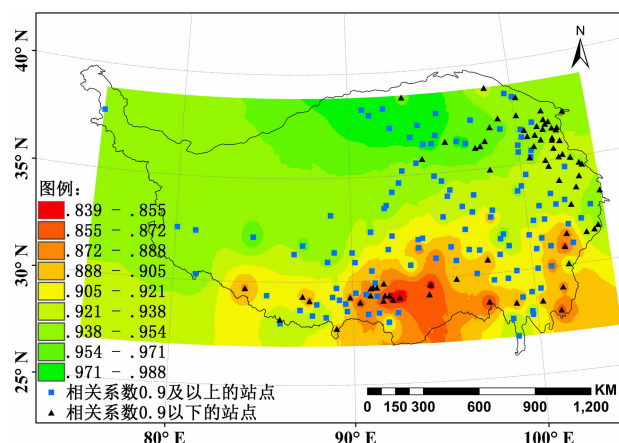 40° N
35° N
30° N
25° N
N
图例：
.839 - .855
.855 - .872
.872 - .888
.888 - .905
.905 - .921
.921 - .938
.938 - .954
.954 - .971
.971 - .988
相关系数0.9及以上的站点
相关系数0.9以下的站点
KM
0 150 300 600 900 1,200
80° E 90° E 100° E